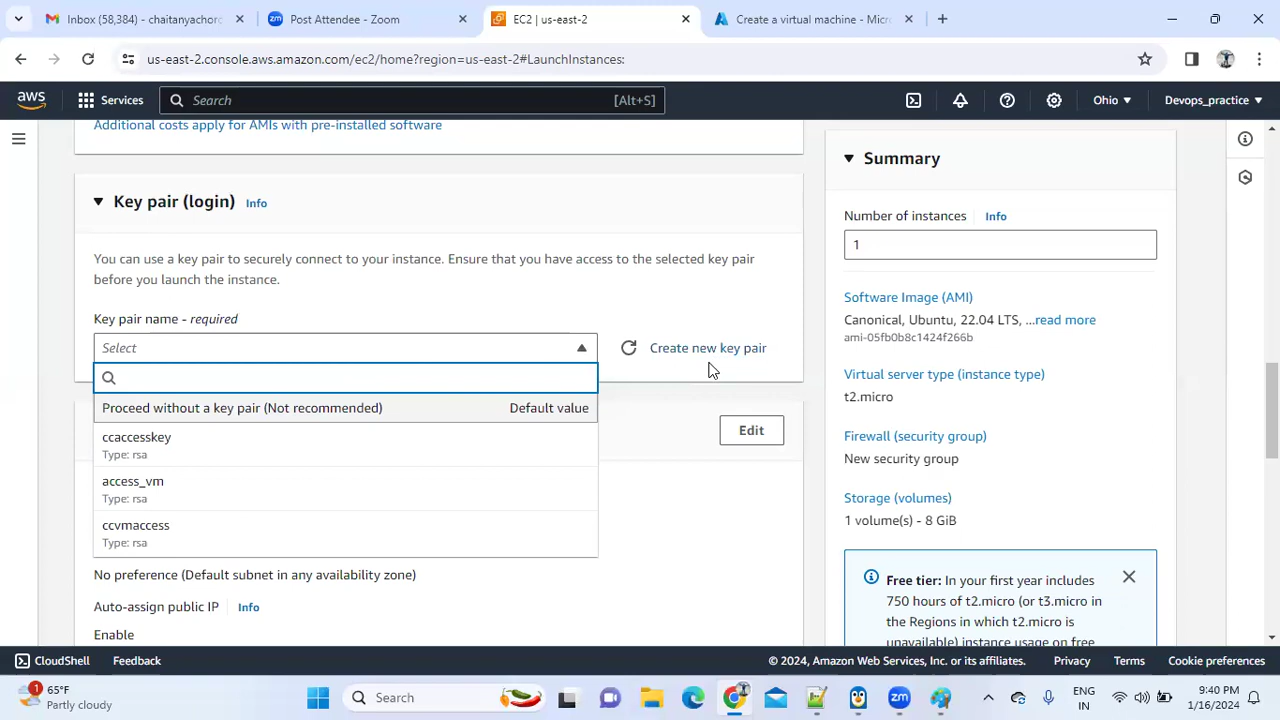 Inbox (58,384) - chaitanyachoro
Post Attendee - Zoom
EC2 | us-east-2
Create a virtual machine - Micr
us-east-2.console.aws.amazon.com/ec2/home?region=us-east-2#LaunchInstances:
aws
Services
Search
[Alt+S]
Ohio
Devops_practice
Additional costs apply for AMIs with pre-installed software
Key pair (login)
Info
You can use a key pair to securely connect to your instance. Ensure that you have access to the selected key pair
before you launch the instance.
Key pair name - required
Select
Create new key pair
Proceed without a key pair (Not recommended)
Default value
ccaccesskey
Type: rsa
access_vm
Type: rsa
ccvmaccess
Type: rsa
Edit
No preference (Default subnet in any availability zone)
Auto-assign public IP
Info
Enable
Summary
Number of instances
Info
1
Software Image (AMI)
Canonical, Ubuntu, 22.04 LTS, ...read more
ami-05fb0b8c1424f266b
Virtual server type (instance type)
t2.micro
Firewall (security group)
New security group
Storage (volumes)
1 volume(s) - 8 GiB
Free tier: In your first year includes
750 hours of t2.micro (or t3.micro in
the Regions in which t2.micro is
unavailable) instance usage on free
CloudShell
Feedback
© 2024, Amazon Web Services, Inc. or its affiliates.
Privacy
Terms
Cookie preferences
1
65°F
Partly cloudy
Search
zm
ENG
IN
9:40 PM
1/16/2024